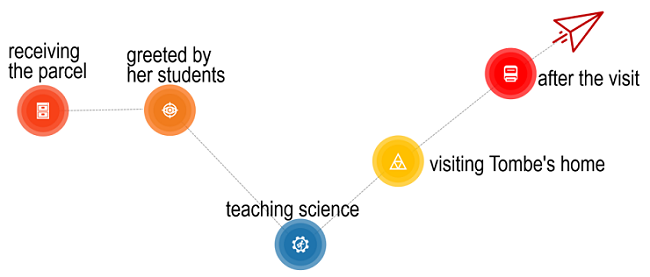 receiving
the parcel
greeted by
her students
teaching science
visiting Tombe's home
after the visit